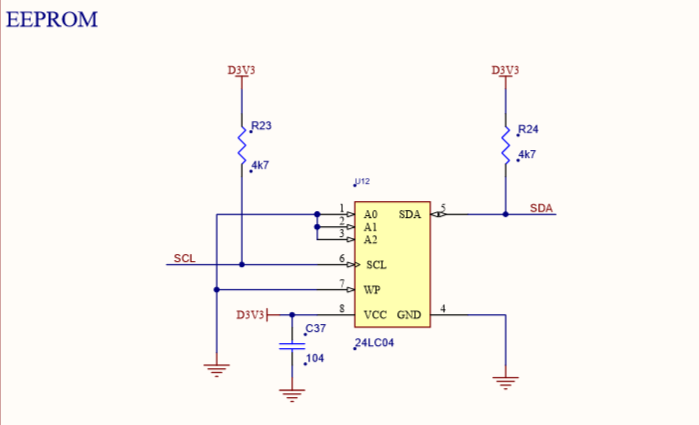 EEPROM
D3V3
D3V3
R23
4k7
R24
4k7
U12
1 A0 SDA 5
2 A1
3 A2
SDA
SCL
6 SCL
7 WP
D3V3
8 VCC GND 4
C37
104
24LC04